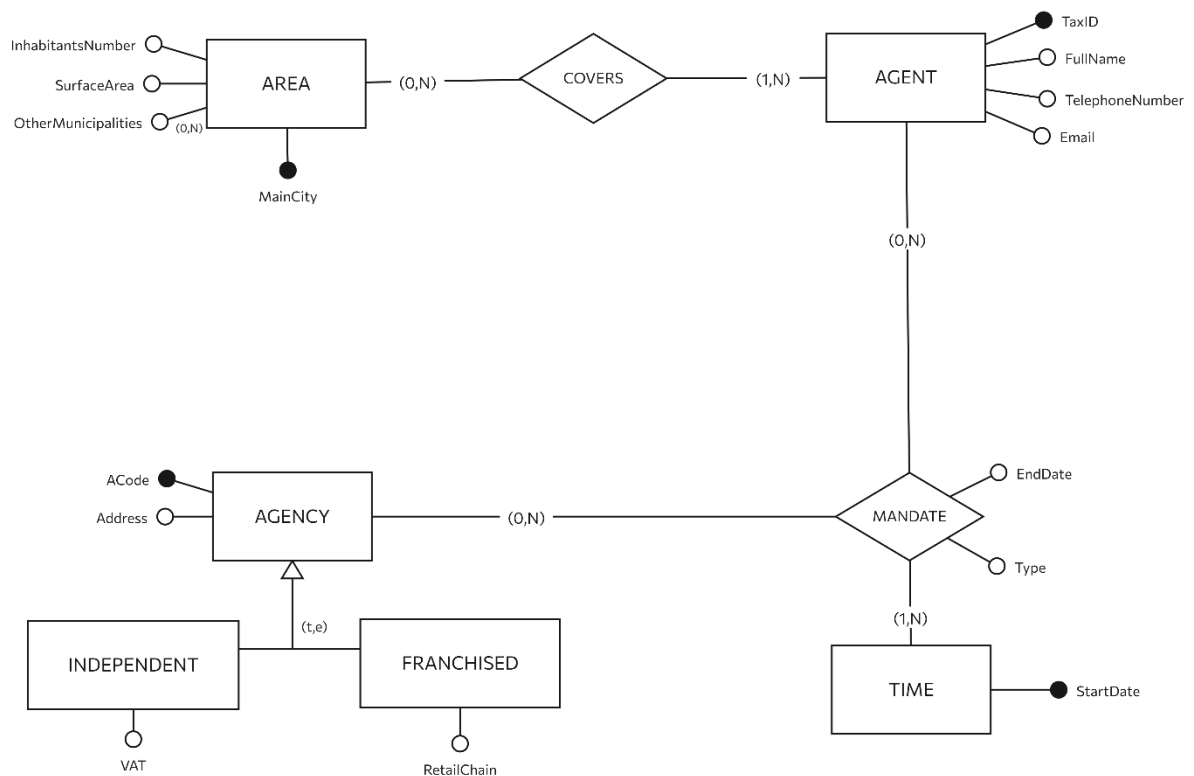 InhabitantsNumber
SurfaceArea
OtherMunicipalities
(0,N)
AREA
MainCity
(0,N)
COVERS
(1,N)
AGENT
TaxID
FullName
TelephoneNumber
Email
(0,N)
ACode
Address
AGENCY
(0,N)
MANDATE
EndDate
Type
(1,N)
TIME
StartDate
(t,e)
INDEPENDENT
FRANCHISED
VAT
RetailChain